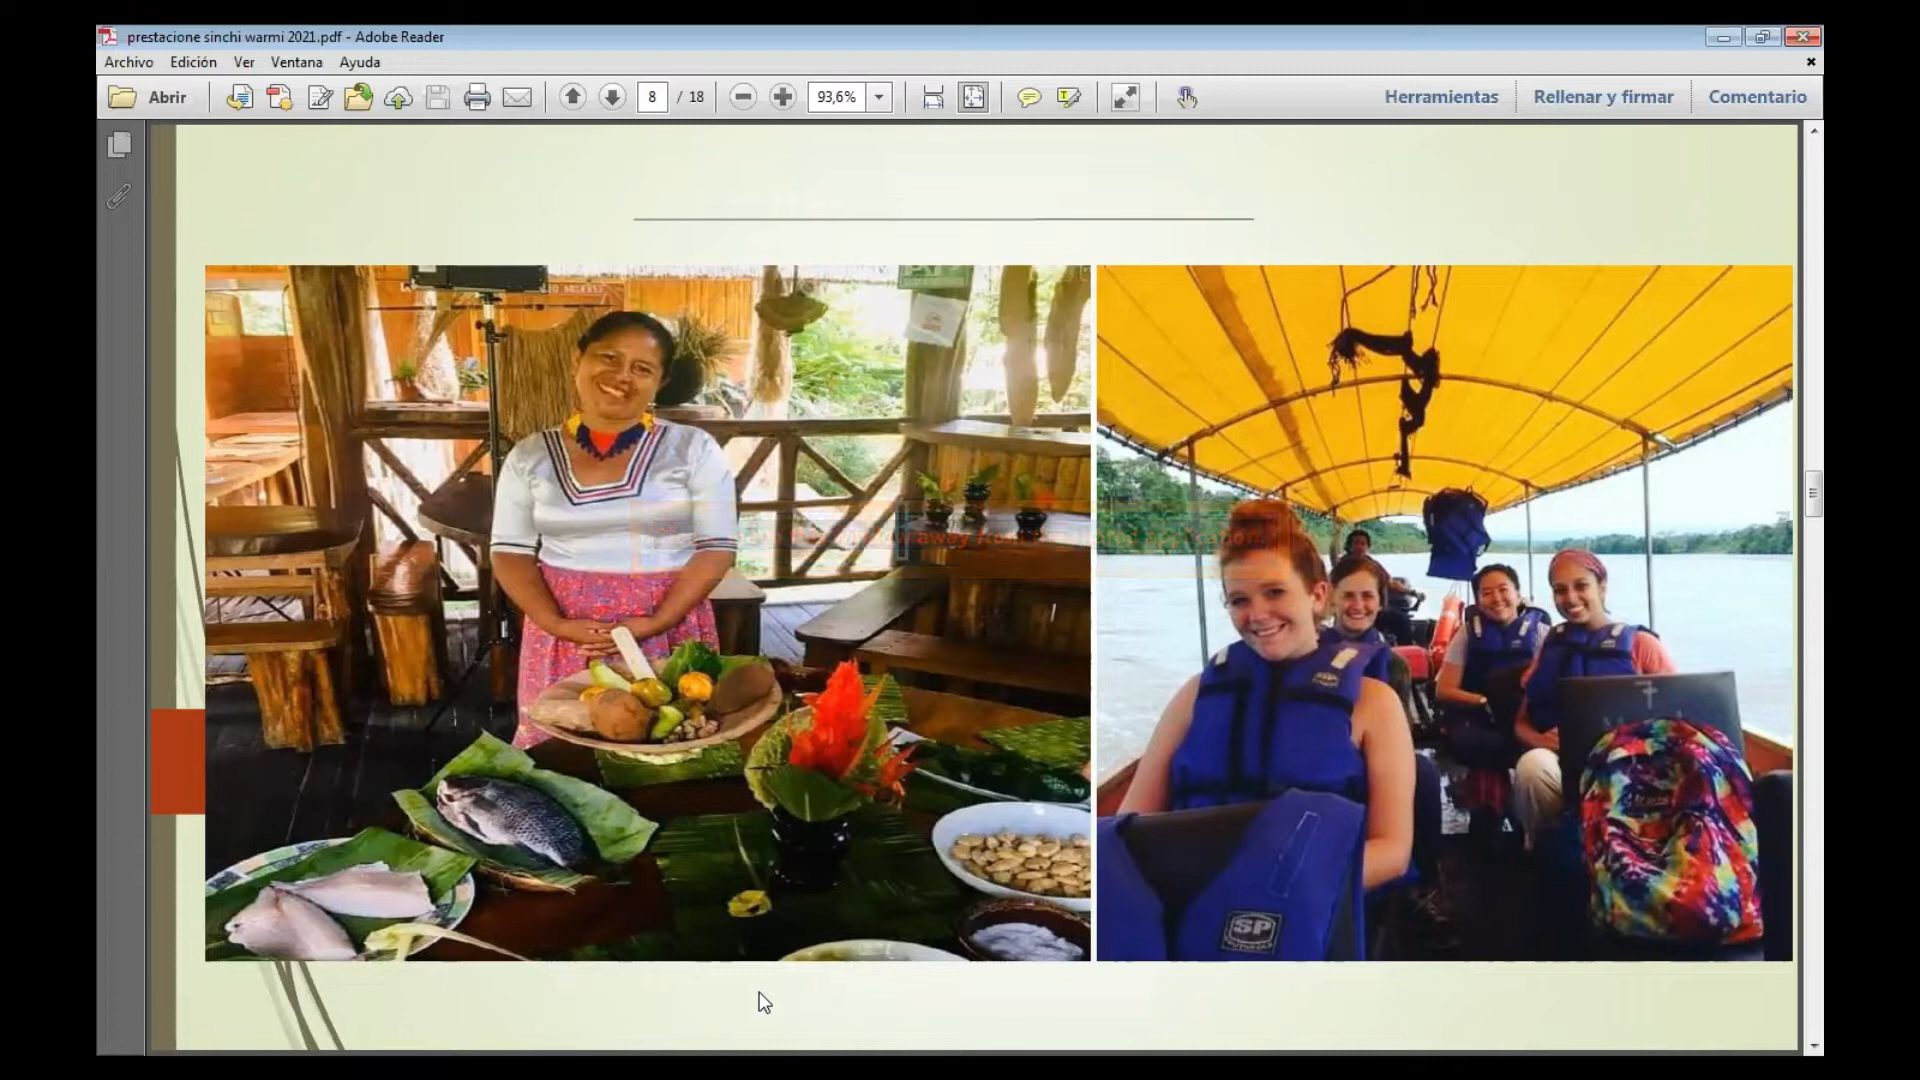 prestacione sinchi warmi 2021.pdf - Adobe Reader
Archivo Edición Ver Ventana Ayuda
Abrir 8 / 18 93,6% Herramientas Rellenar y firmar Comentario
away
SP